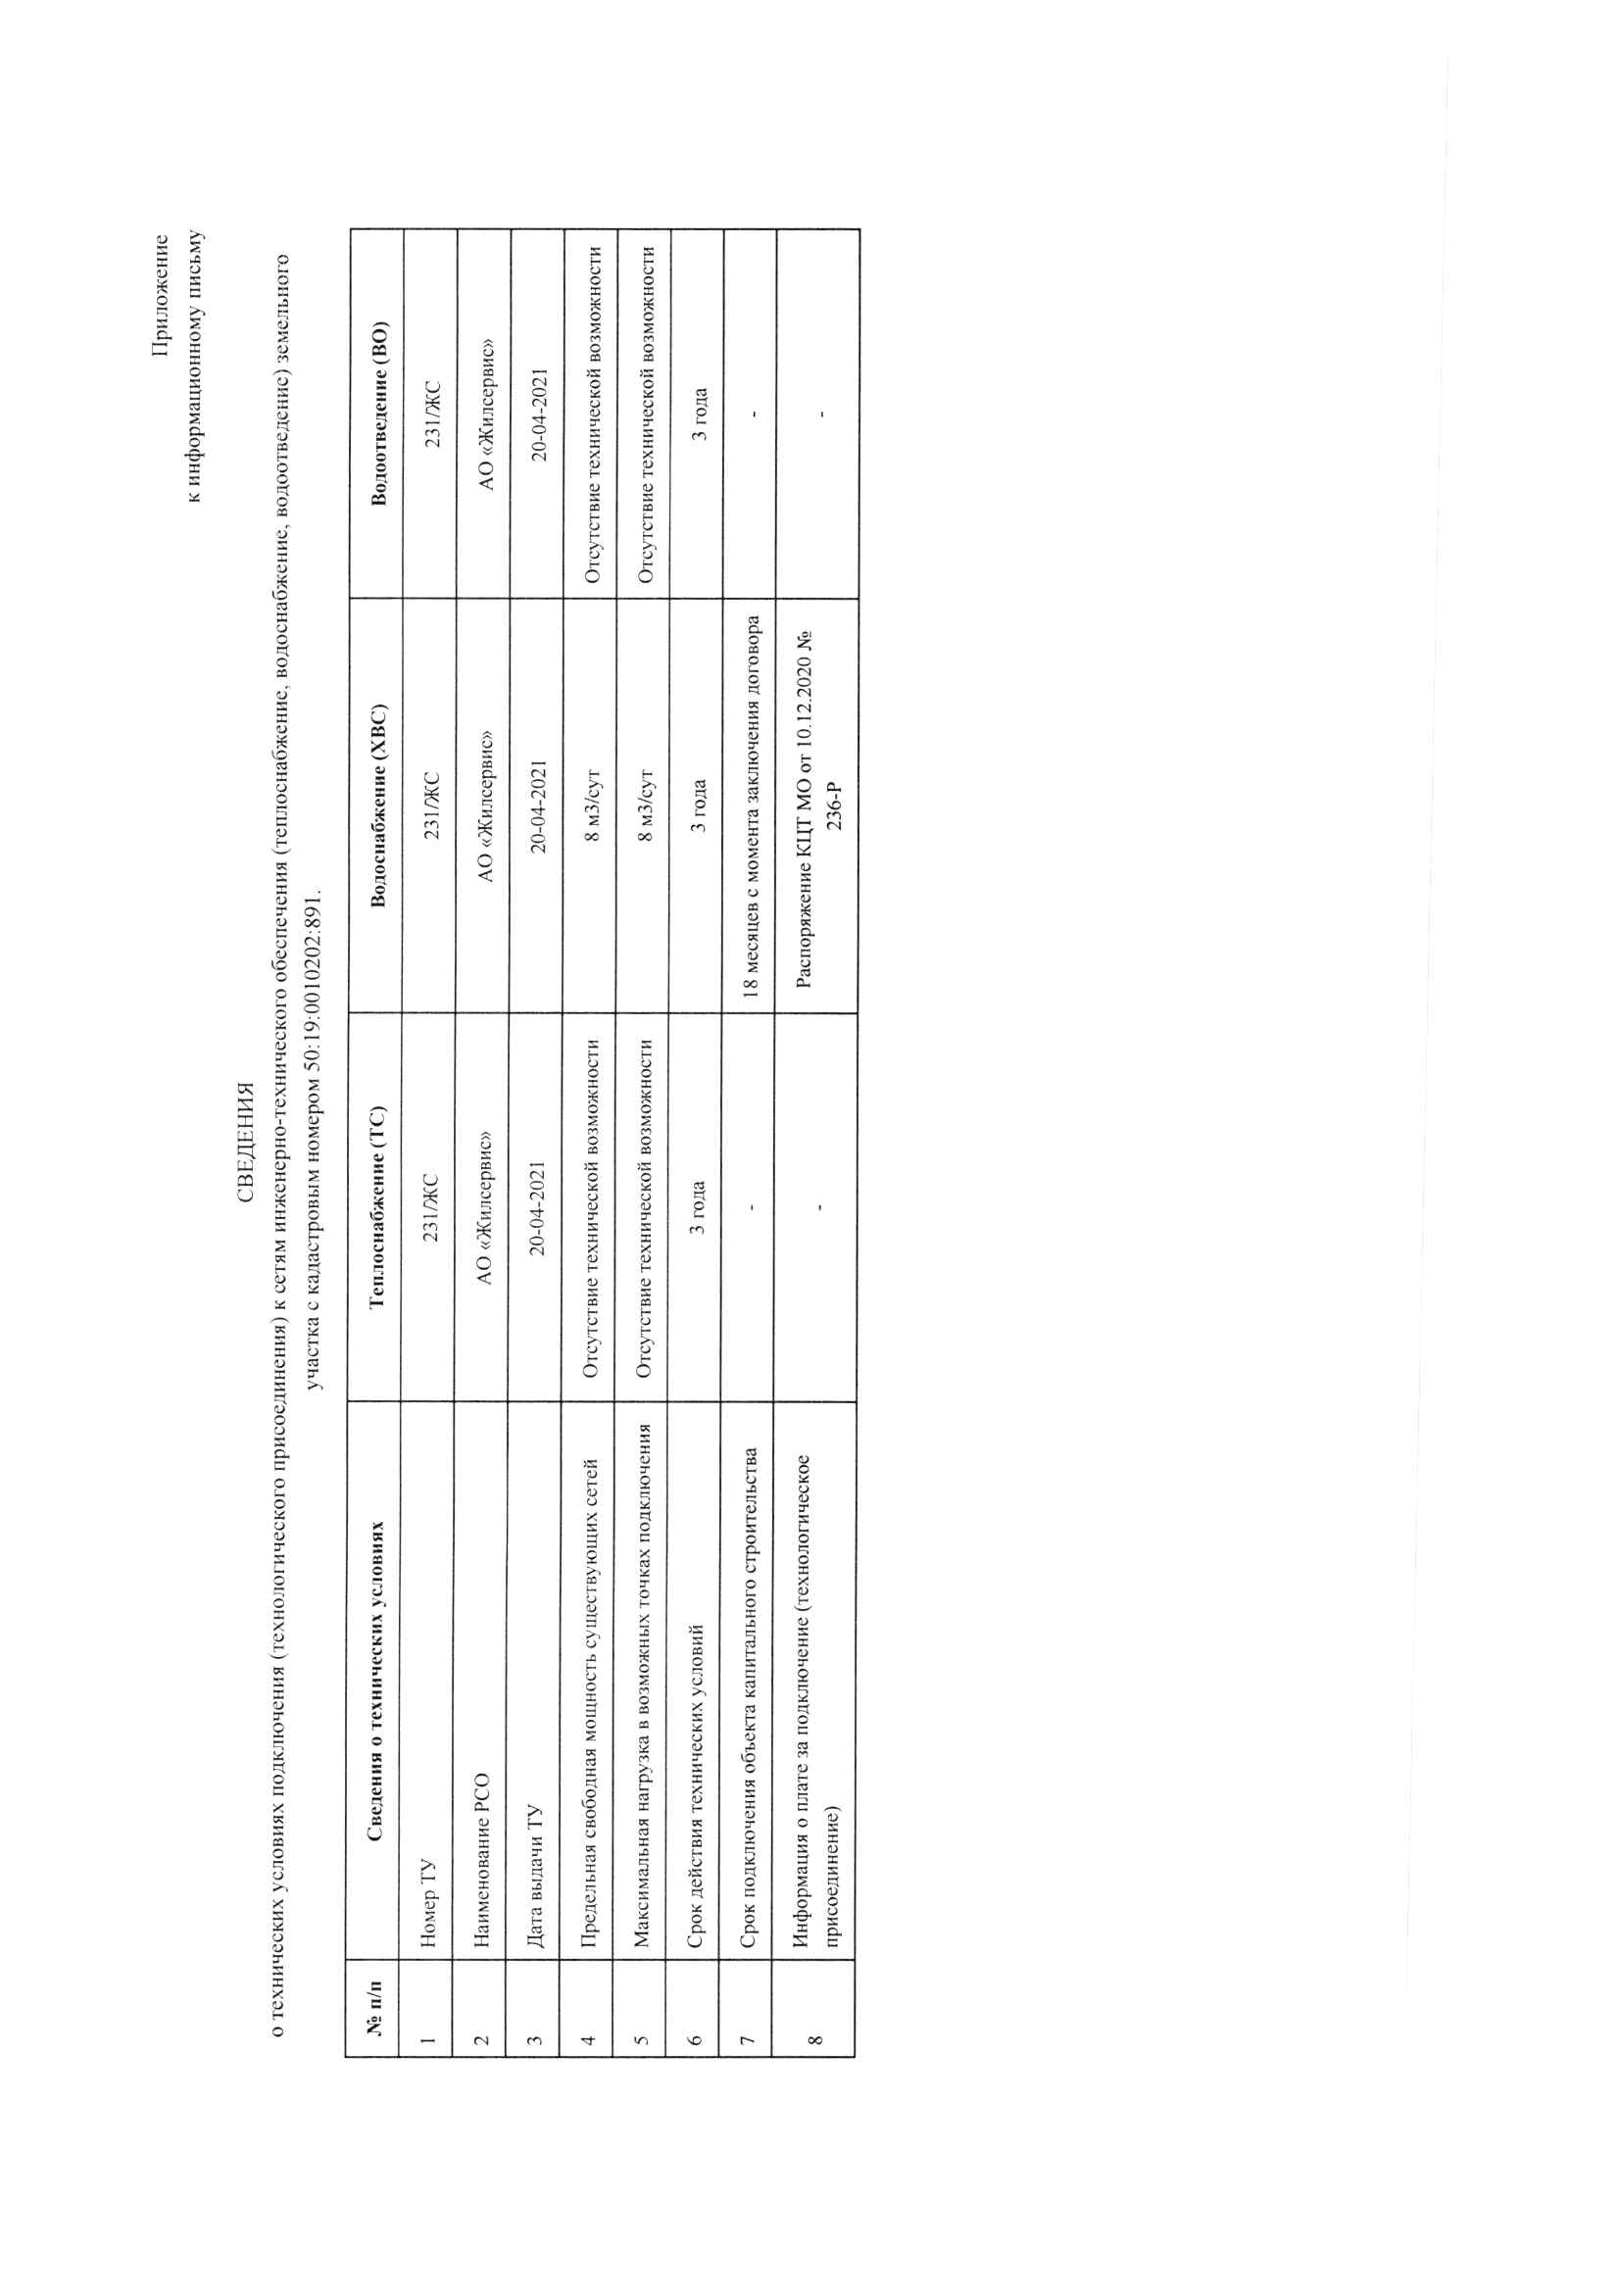 Приложение
к информационному письму
СВЕДЕНИЯ
о технических условиях подключения (технологического присоединения) к сетям инженерно-технического обеспечения (теплоснабжение, водоснабжение, водоотведение) земельного
участка с кадастровым номером 50:19:0010202:891.
№ п/п Сведения о технических условиях Теплоснабжение (ТС) Водоснабжение (ХВС) Водоотведение (ВО)
1 Номер ТУ 231/ЖС 231/ЖС 231/ЖС
2 Наименование РСО АО «Жилсервис» АО «Жилсервис» АО «Жилсервис»
3 Дата выдачи ТУ 20-04-2021 20-04-2021 20-04-2021
4 Предельная свободная мощность существующих сетей Отсутствие технической возможности 8 м3/сут Отсутствие технической возможности
5 Максимальная нагрузка в возможных точках подключения Отсутствие технической возможности 8 м3/сут Отсутствие технической возможности
6 Срок действия технических условий 3 года 3 года 3 года
7 Срок подключения объекта капитального строительства - 18 месяцев с момента заключения договора -
8 Информация о плате за подключение (технологическое
присоединение) - Распоряжение КЦТ МО от 10.12.2020 №
236-Р -